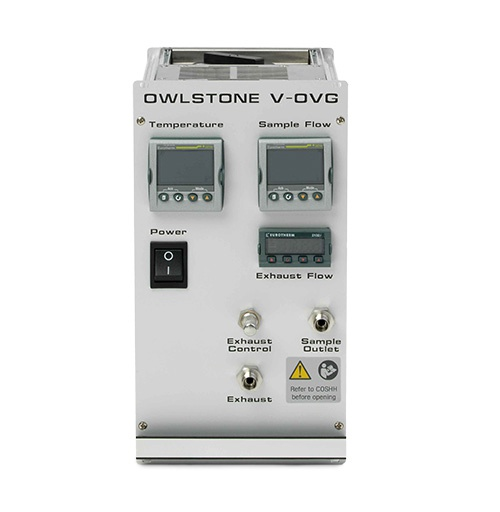 OWLSTONE V-OVG
Temperature
Sample Flow
Power
I
O
EUROTHERM
Exhaust Flow
Exhaust
Control
Sample
Outlet
Exhaust
Refer to COSHH
before opening